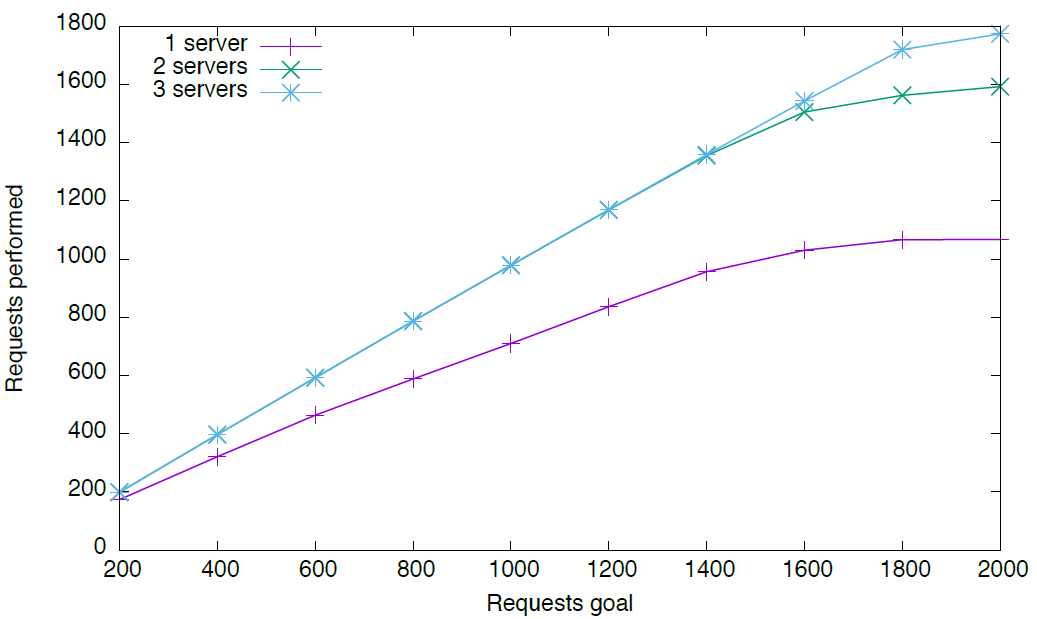 1800
1600
1400
1200
1000
800
600
400
200
0
Requests performed
1 server
2 servers
3 servers
200 400 600 800 1000 1200 1400 1600 1800 2000
Requests goal